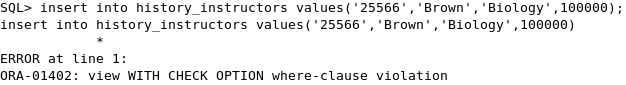 SQL> insert into history_instructors values('25566','Brown','Biology',100000);
insert into history_instructors values('25566','Brown','Biology',100000)
            *
ERROR at line 1:
ORA-01402: view WITH CHECK OPTION where-clause violation